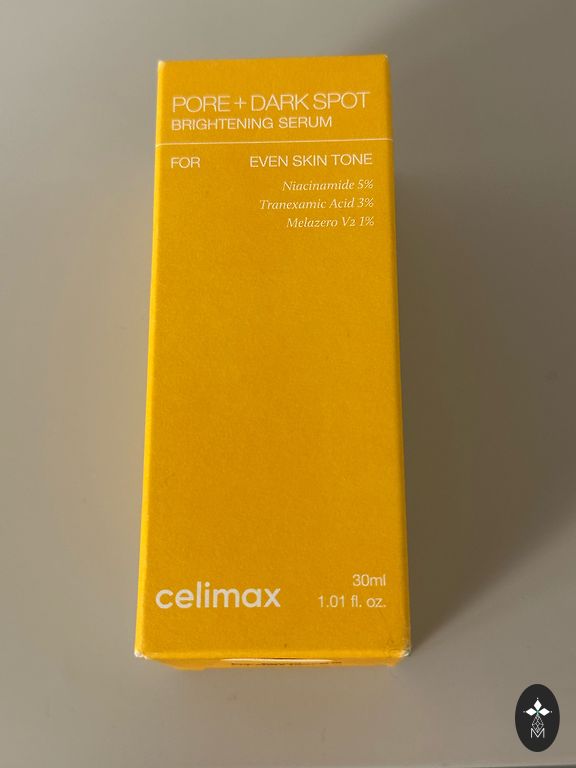 PORE + DARK SPOT
BRIGHTENING SERUM
FOR EVEN SKIN TONE
Niacinamide 5%
Tranexamic Acid 3%
Melazero V2 1%
celimax
30ml
1.01 fl. oz.
M